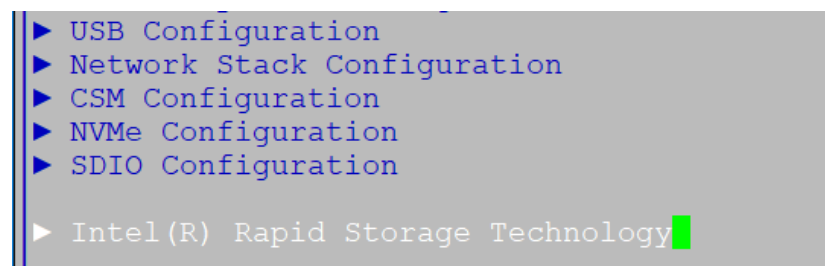 ► USB Configuration
► Network Stack Configuration
► CSM Configuration
► NVMe Configuration
► SDIO Configuration
► Intel(R) Rapid Storage Technology